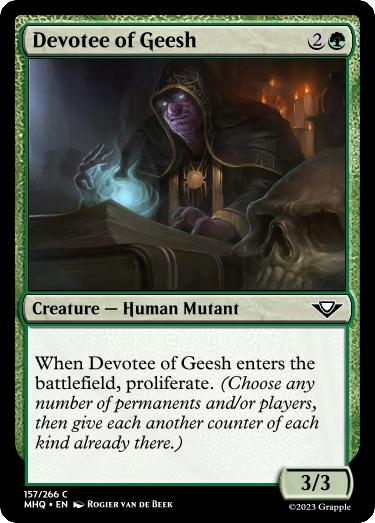 Devotee of Geesh 2
Creature — Human Mutant
When Devotee of Geesh enters the
battlefield, proliferate. (Choose any
number of permanents and/or players,
then give each another counter of each
kind already there.)
3/3
157/266 C
MHQ • EN Rogier van de Beek
©2023 Grapple